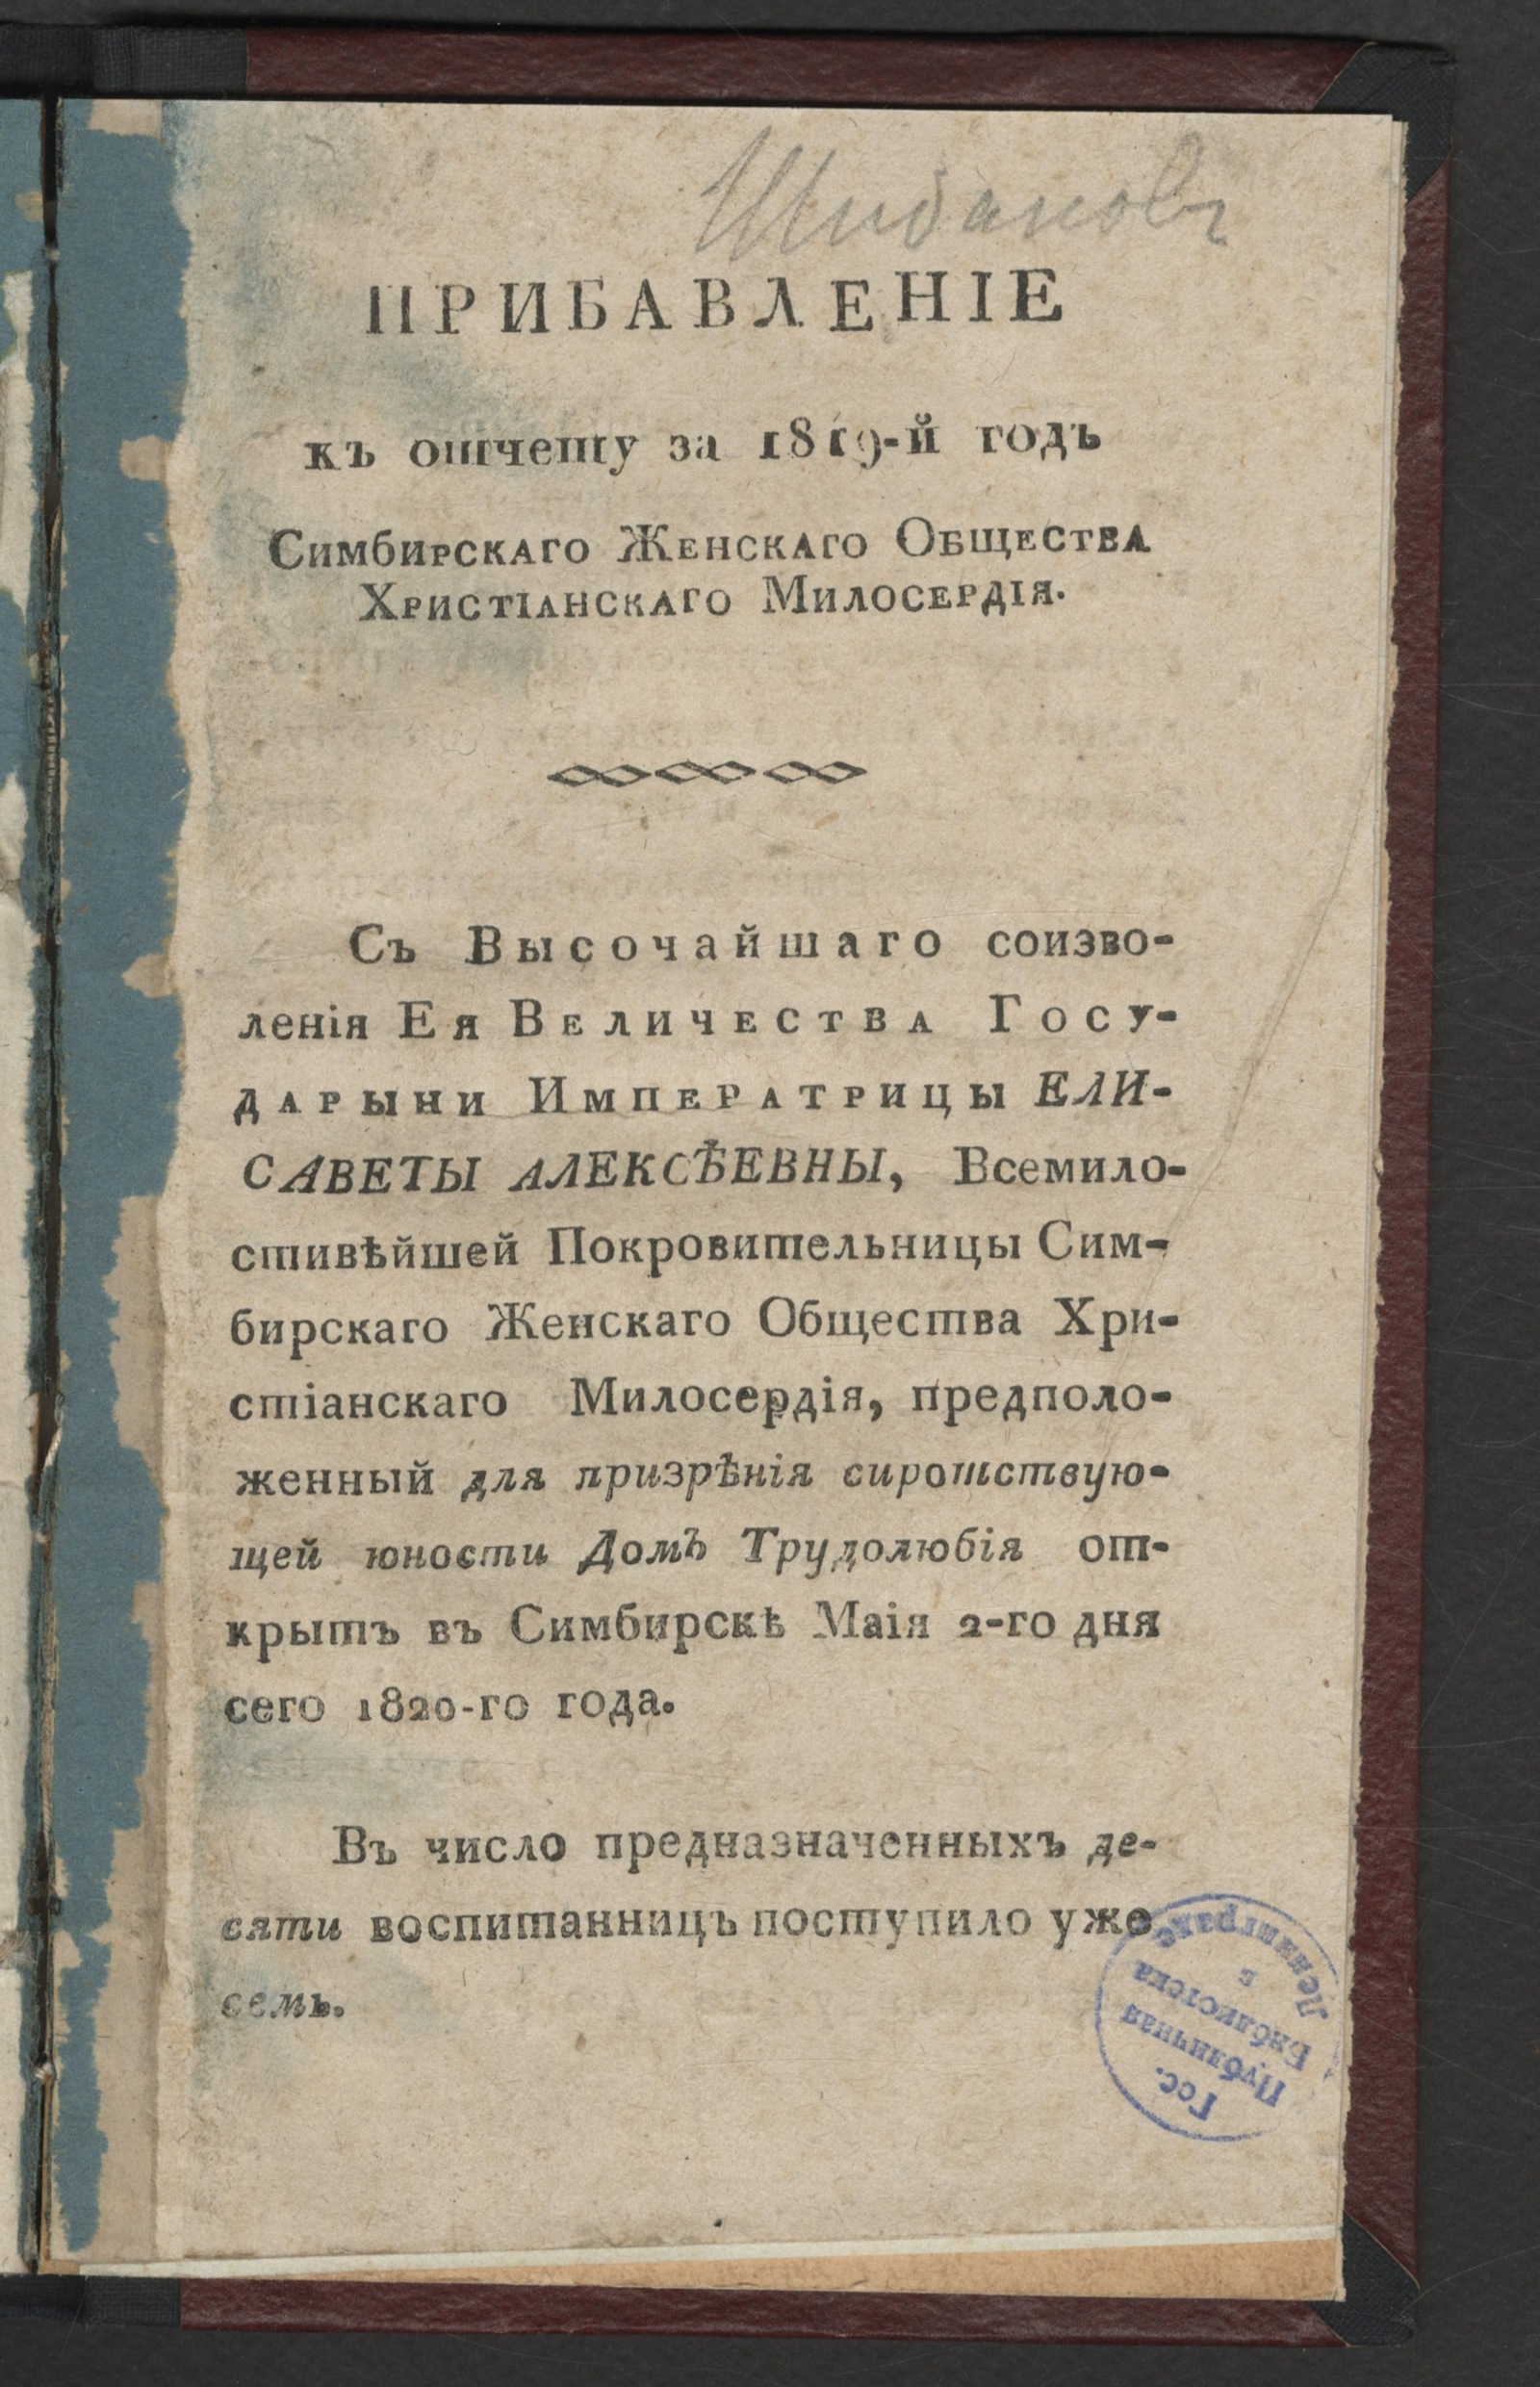 Шибановъ
ПРИБАВЛЕНІЕ
къ отчету за 1819-й годъ
Симбирскаго Женскаго Общества
Христіанскаго Милосердія.
Съ Высочайшаго соизво-
ленія Ея Величества Госу-
дарыни Императрицы ЕЛИ-
САВЕТЫ АЛЕКСѢЕВНЫ, Всемило-
стивѣйшей Покровительницы Сим-
бирскаго Женскаго Общества Хри-
стіанскаго Милосердія, предполо-
женный для призрѣнія сиротствую-
щей юности Домъ Трудолюбія от-
крытъ въ Симбирскѣ Маія 2-го дня
сего 1820-го года.
Въ число предназначенныхъ де-
сяти воспитанницъ поступило уже
семь.
Гос.
Публичная
Библиотека
в
Ленинграде